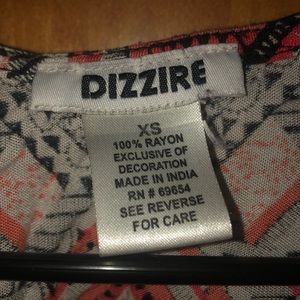 DIZZIRE
XS
100% RAYON
EXCLUSIVE OF
DECORATION
MADE IN INDIA
RN # 69654
SEE REVERSE
FOR CARE